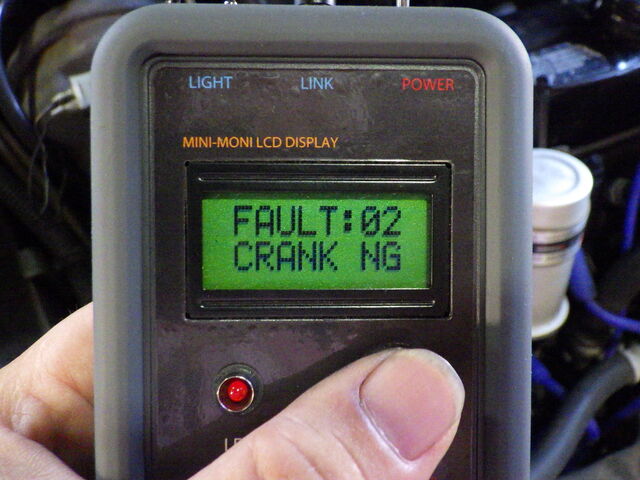 LIGHT LINK POWER
MINI-MONI LCD DISPLAY
FAULT:02
CRANK NG